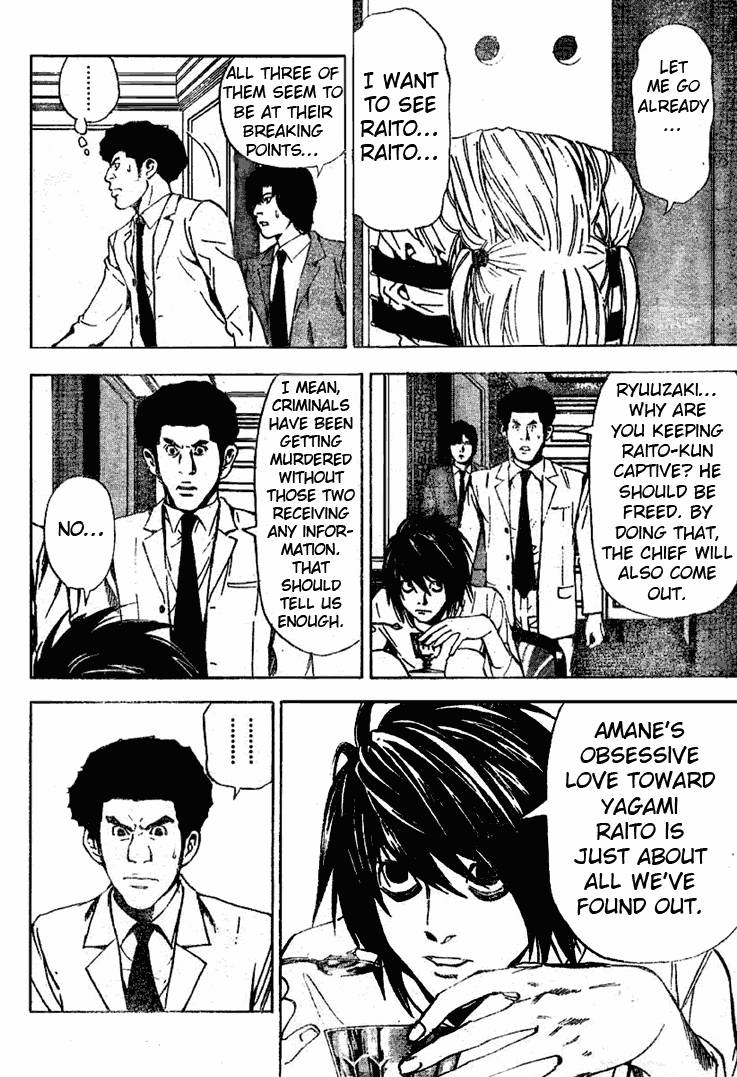 LET
ME GO
ALREADY
...
I WANT
TO SEE
RAITO...
RAITO...
ALL THREE OF
THEM SEEM TO
BE AT THEIR
BREAKING
POINTS...
......
RYUUZAKI...
WHY ARE
YOU KEEPING
RAITO-KUN
CAPTIVE? HE
SHOULD BE
FREED. BY
DOING THAT,
THE CHIEF WILL
ALSO COME
OUT.
I MEAN,
CRIMINALS
HAVE BEEN
GETTING
MURDERED
WITHOUT
THOSE TWO
RECEIVING
ANY INFOR-
MATION.
THAT
SHOULD
TELL US
ENOUGH.
NO...
AMANE'S
OBSESSIVE
LOVE TOWARD
YAGAMI
RAITO IS
JUST ABOUT
ALL WE'VE
FOUND OUT.
......